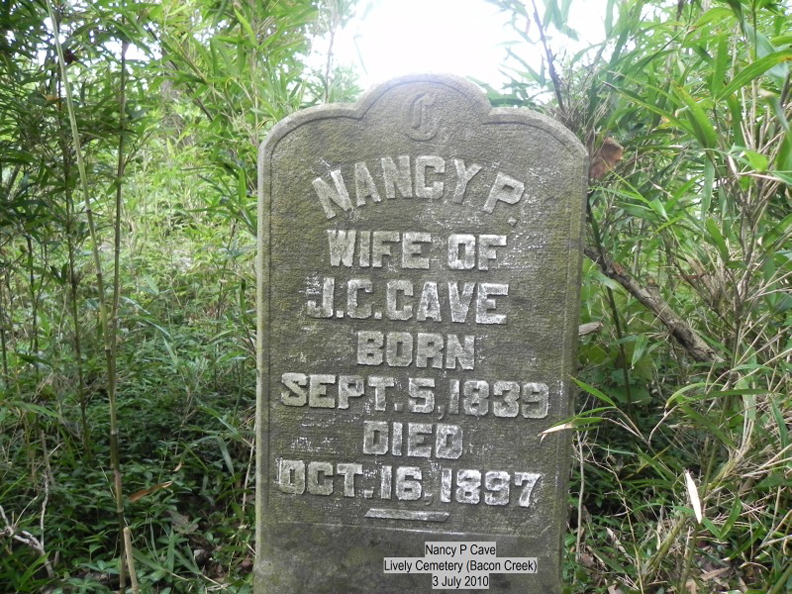 C
NANCY P.
WIFE OF
J.C. CAVE
BORN
SEPT. 5, 1839
DIED
OCT. 16, 1897
Nancy P Cave
Lively Cemetery (Bacon Creek)
3 July 2010